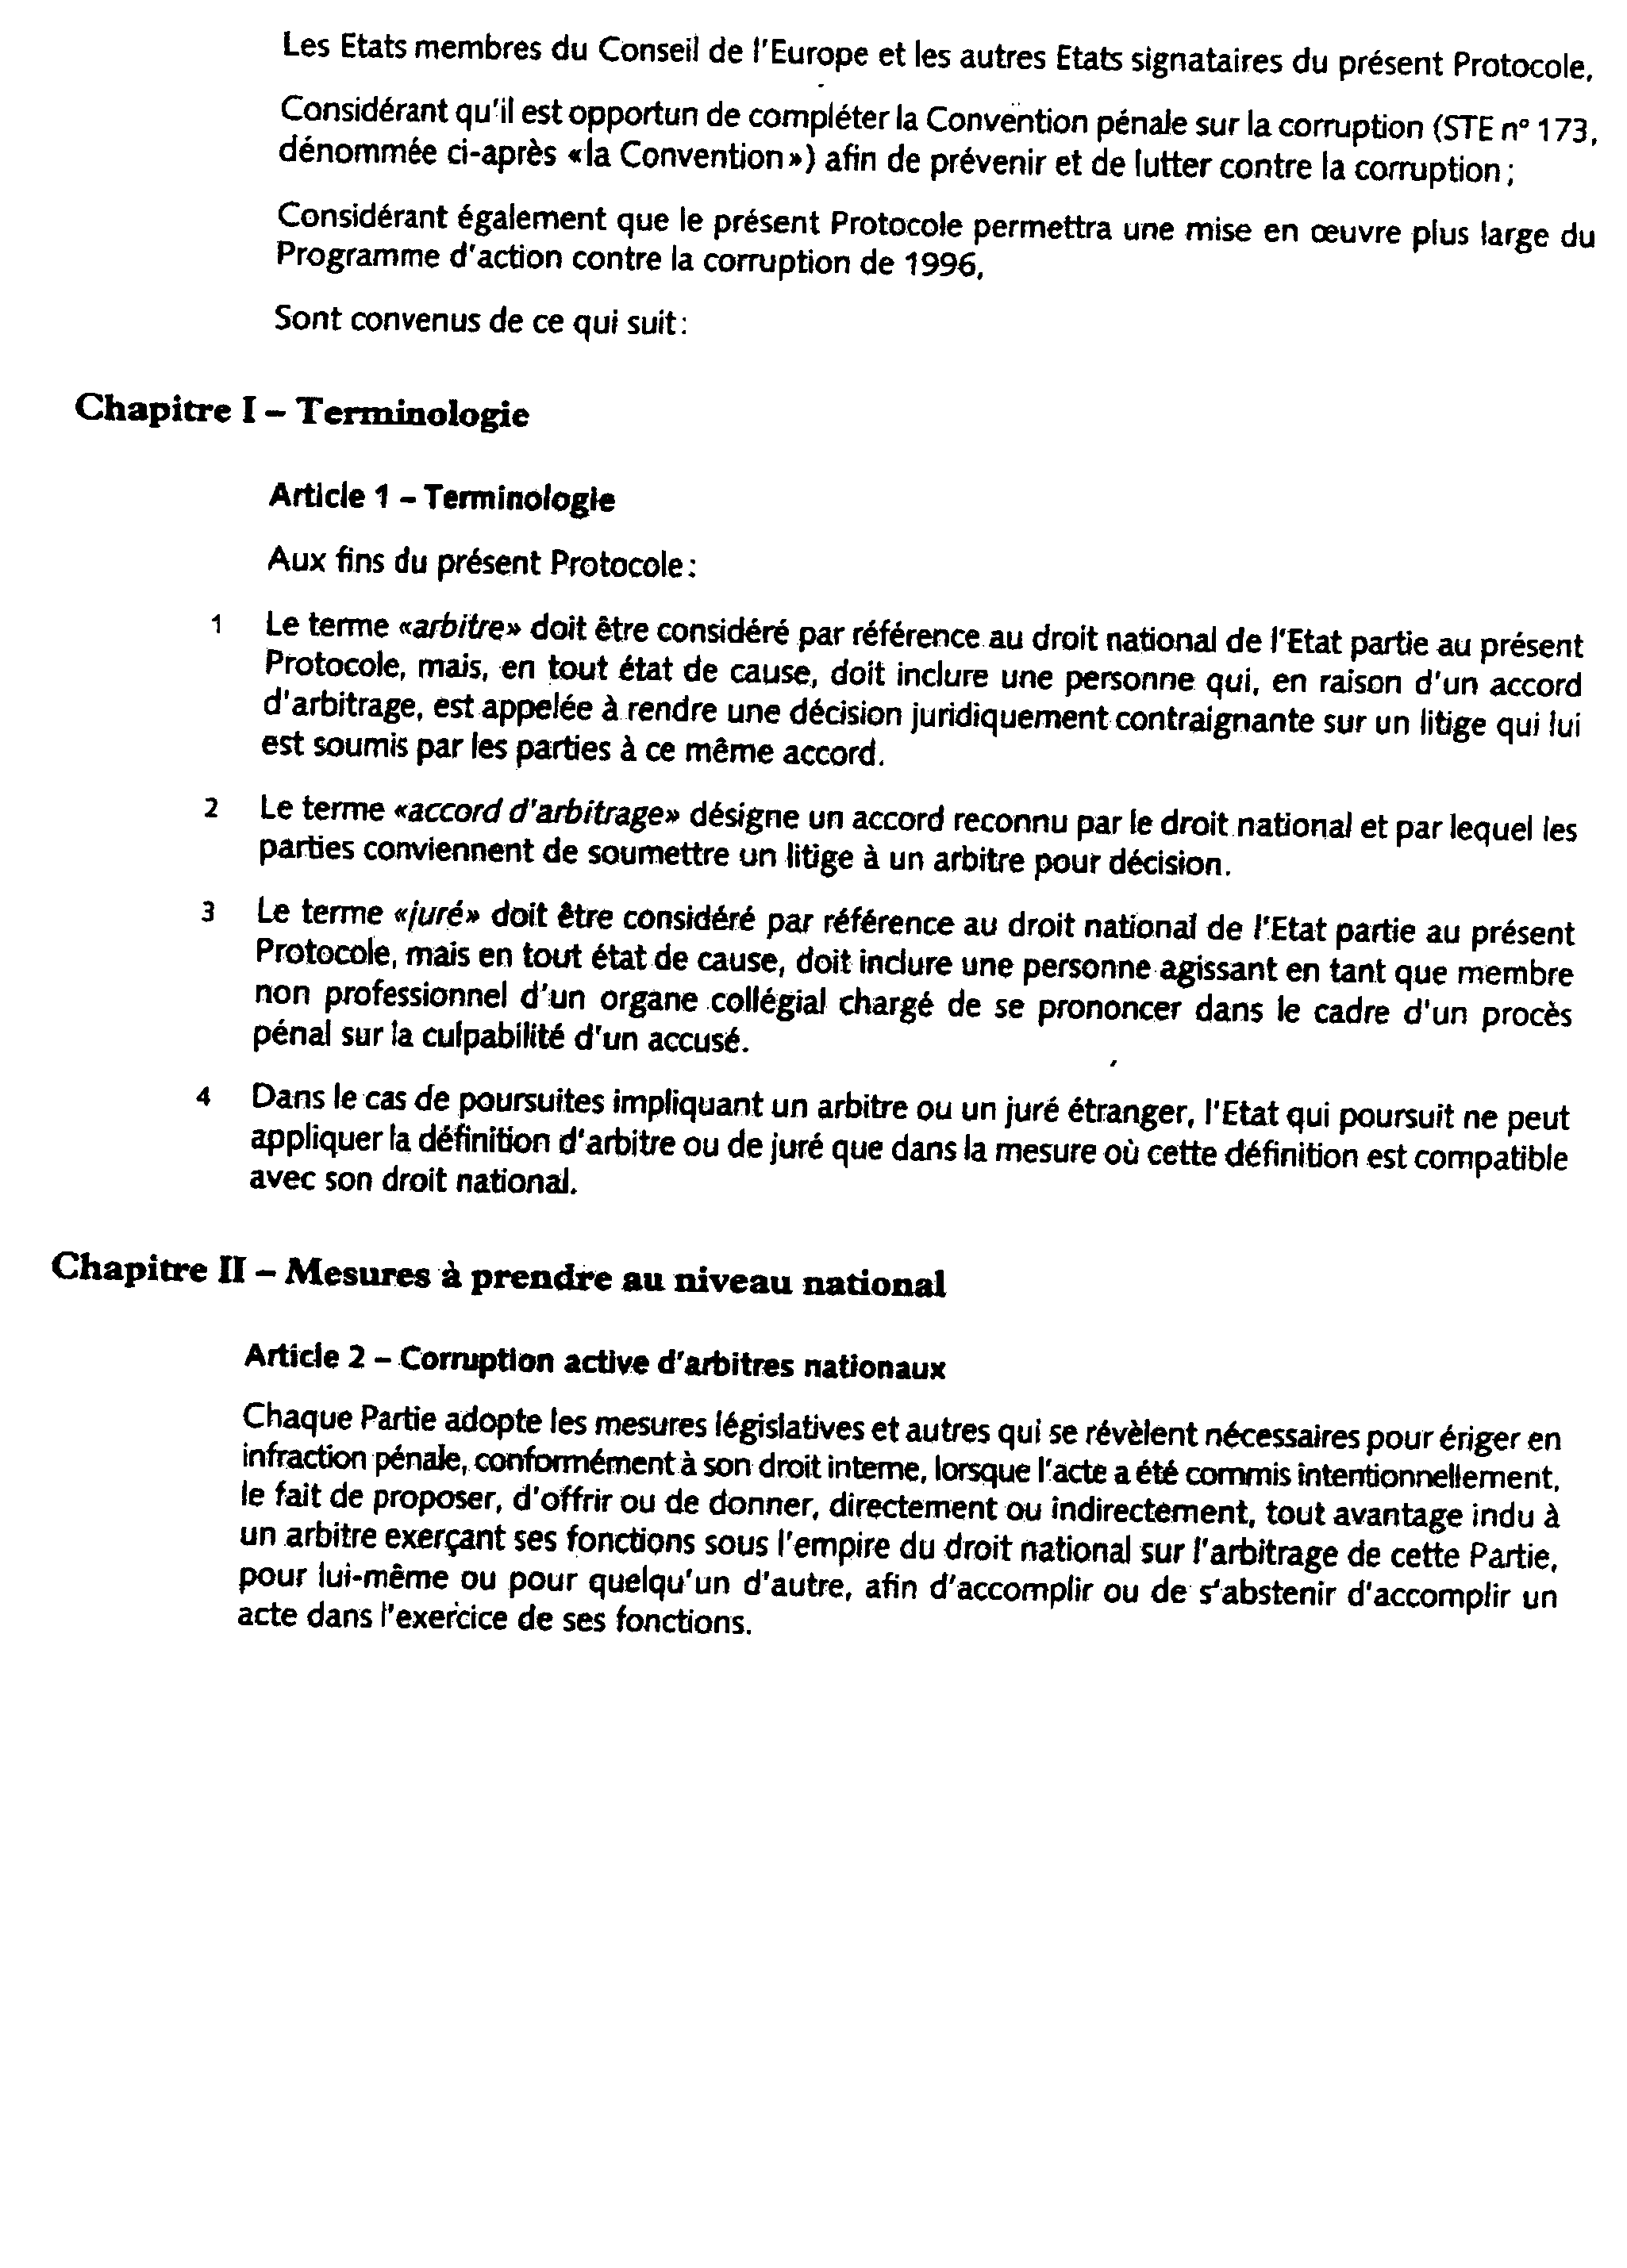 Les Etats membres du Conseil de l'Europe et les autres Etats signataires du présent Protocole,
Considérant qu'il est opportun de compléter la Convention pénale sur la corruption (STE n° 173,
dénommée ci-après «la Convention») afin de prévenir et de lutter contre la corruption;
Considérant également que le présent Protocole permettra une mise en œuvre plus large du
Programme d'action contre la corruption de 1996,
Sont convenus de ce qui suit:
Chapitre I – Terminologie
Article 1 – Terminologie
Aux fins du présent Protocole:
1 Le terme «arbitre» doit être considéré par référence au droit national de l'Etat partie au présent
Protocole, mais, en tout état de cause, doit inclure une personne qui, en raison d'un accord
d'arbitrage, est appelée à rendre une décision juridiquement contraignante sur un litige qui lui
est soumis par les parties à ce même accord.
2 Le terme «accord d'arbitrage» désigne un accord reconnu par le droit national et par lequel les
parties conviennent de soumettre un litige à un arbitre pour décision.
3 Le terme «juré» doit être considéré par référence au droit national de l'Etat partie au présent
Protocole, mais en tout état de cause, doit inclure une personne agissant en tant que membre
non professionnel d'un organe collégial chargé de se prononcer dans le cadre d'un procès
pénal sur la culpabilité d'un accusé.
4 Dans le cas de poursuites impliquant un arbitre ou un juré étranger, l'Etat qui poursuit ne peut
appliquer la définition d'arbitre ou de juré que dans la mesure où cette définition est compatible
avec son droit national.
Chapitre II – Mesures à prendre au niveau national
Article 2 – Corruption active d'arbitres nationaux
Chaque Partie adopte les mesures législatives et autres qui se révèlent nécessaires pour ériger en
infraction pénale, conformément à son droit interne, lorsque l'acte a été commis intentionnellement,
le fait de proposer, d'offrir ou de donner, directement ou indirectement, tout avantage indu à
un arbitre exerçant ses fonctions sous l'empire du droit national sur l'arbitrage de cette Partie,
pour lui-même ou pour quelqu'un d'autre, afin d'accomplir ou de s'abstenir d'accomplir un
acte dans l'exercice de ses fonctions.